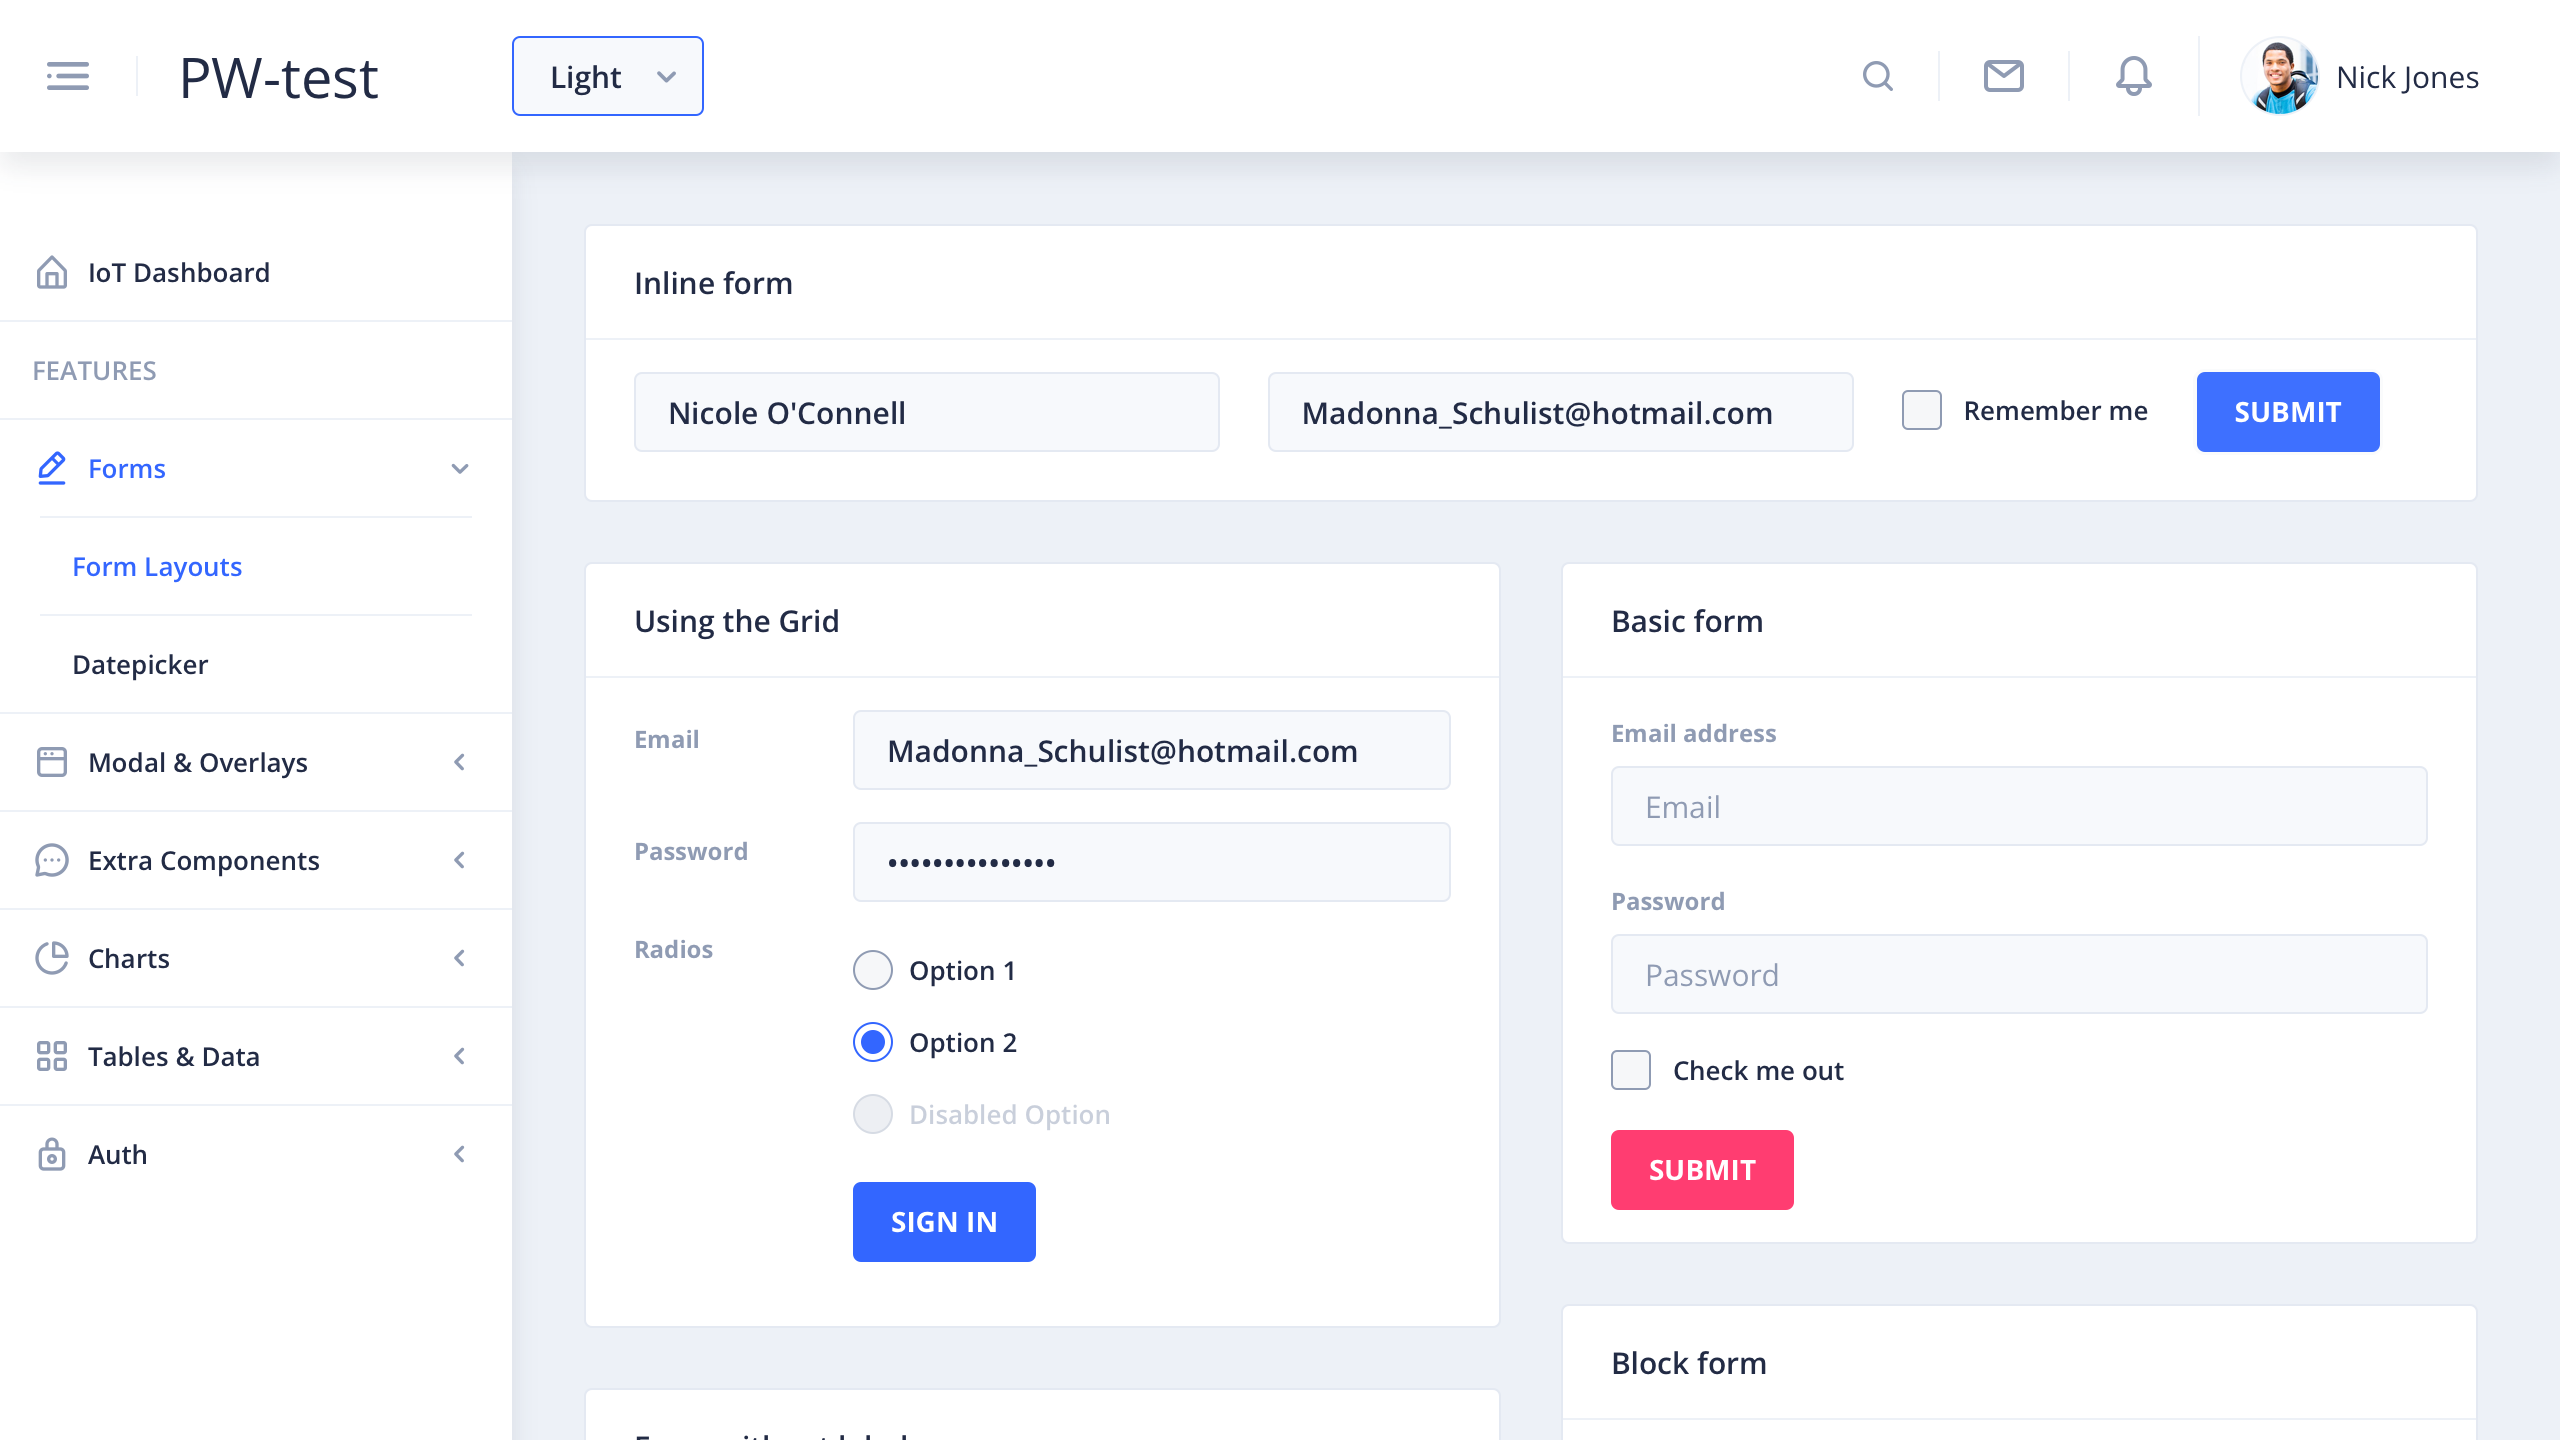 PW-test
Light
Nick Jones
IoT Dashboard
FEATURES
Forms
Form Layouts
Datepicker
Modal & Overlays
Extra Components
Charts
Tables & Data
Auth
Inline form
Nicole O'Connell
Madonna_Schulist@hotmail.com
Remember me
SUBMIT
Using the Grid
Email
Madonna_Schulist@hotmail.com
Password
•••••••••••••••
Radios
Option 1
Option 2
Disabled Option
SIGN IN
Basic form
Email address
Email
Password
Password
Check me out
SUBMIT
Block form